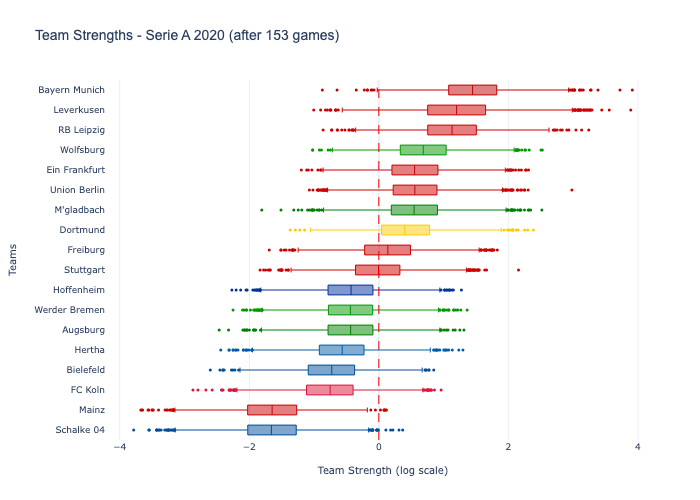 Team Strengths - Serie A 2020 (after 153 games)
Bayern Munich
Leverkusen
RB Leipzig
Wolfsburg
Ein Frankfurt
Union Berlin
M'gladbach
Dortmund
Freiburg
Stuttgart
Hoffenheim
Werder Bremen
Augsburg
Hertha
Bielefeld
FC Koln
Mainz
Schalke 04
Teams
−4 −2 0 2 4
Team Strength (log scale)